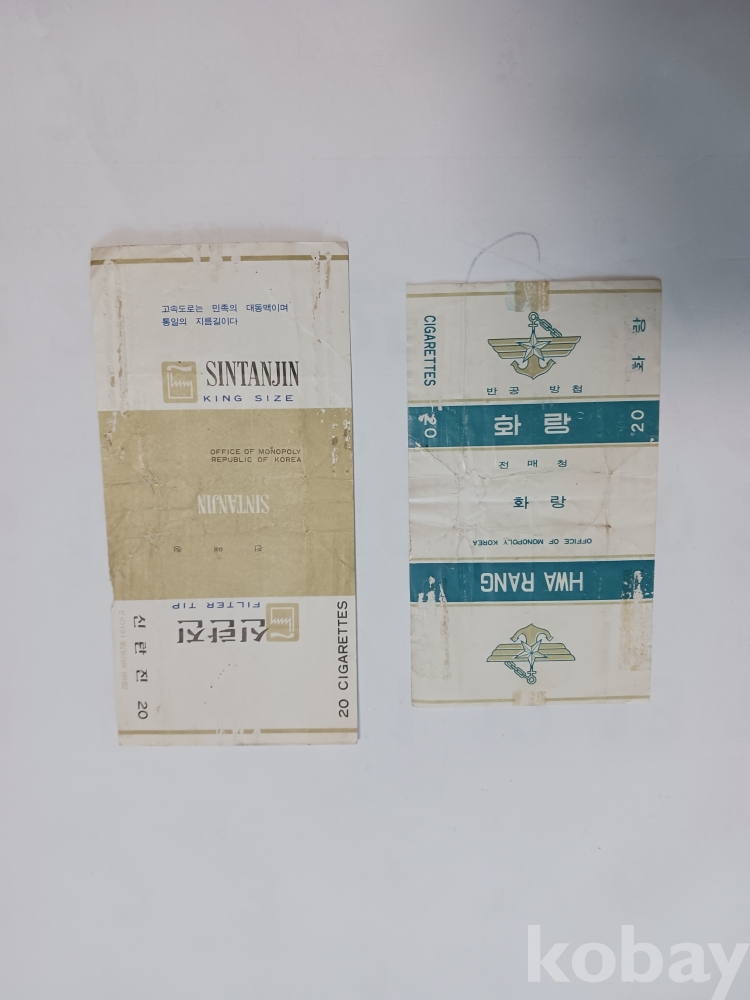 고속도로는 민족의 대동맥이며
통일의 지름길이다
SINTANJIN
KING SIZE
OFFICE OF MONOPOLY
REPUBLIC OF KOREA
SINTANJIN
전매청
FILTER TIP
신탄진
신탄진 20
20 CIGARETTES
CIGARETTES
화랑
반공 방첩
20
화랑
20
전매청
화랑
OFFICE OF MONOPOLY KOREA
HWA RANG
kobay